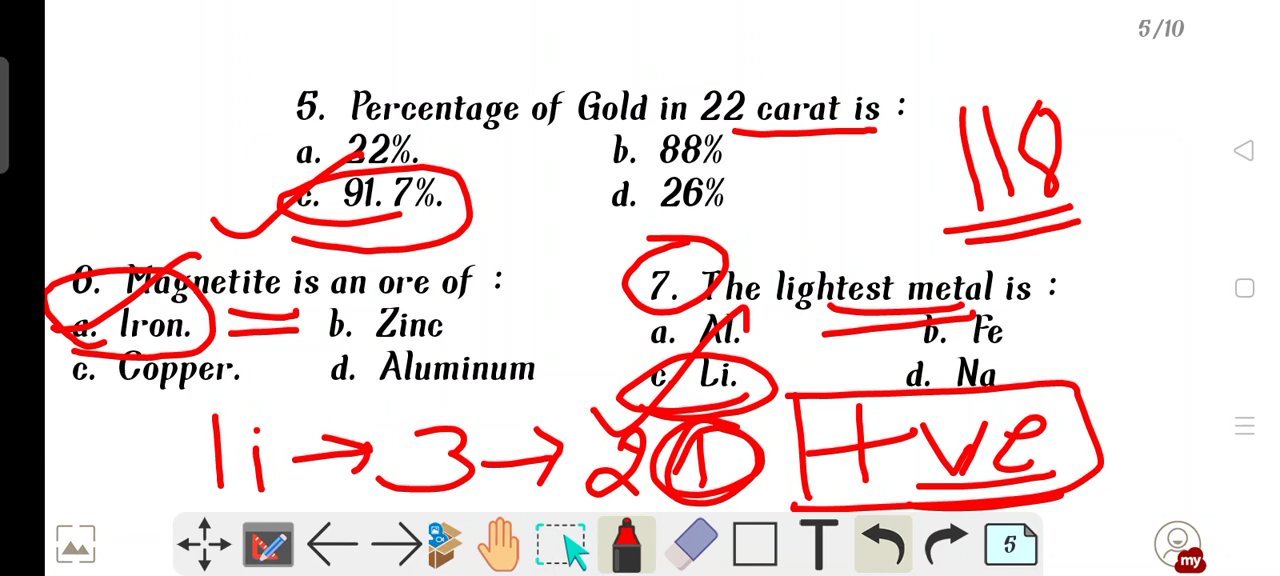 5/10
5. Percentage of Gold in 22 carat is :
a. 22%. b. 88%
c. 91.7%. d. 26%
118
6. Magnetite is an ore of :
a. Iron. b. Zinc
c. Copper. d. Aluminum
7. The lightest metal is :
a. Al. b. Fe
c. Li. d. Na
li → 3 → 2 1 +ve
T 5
my